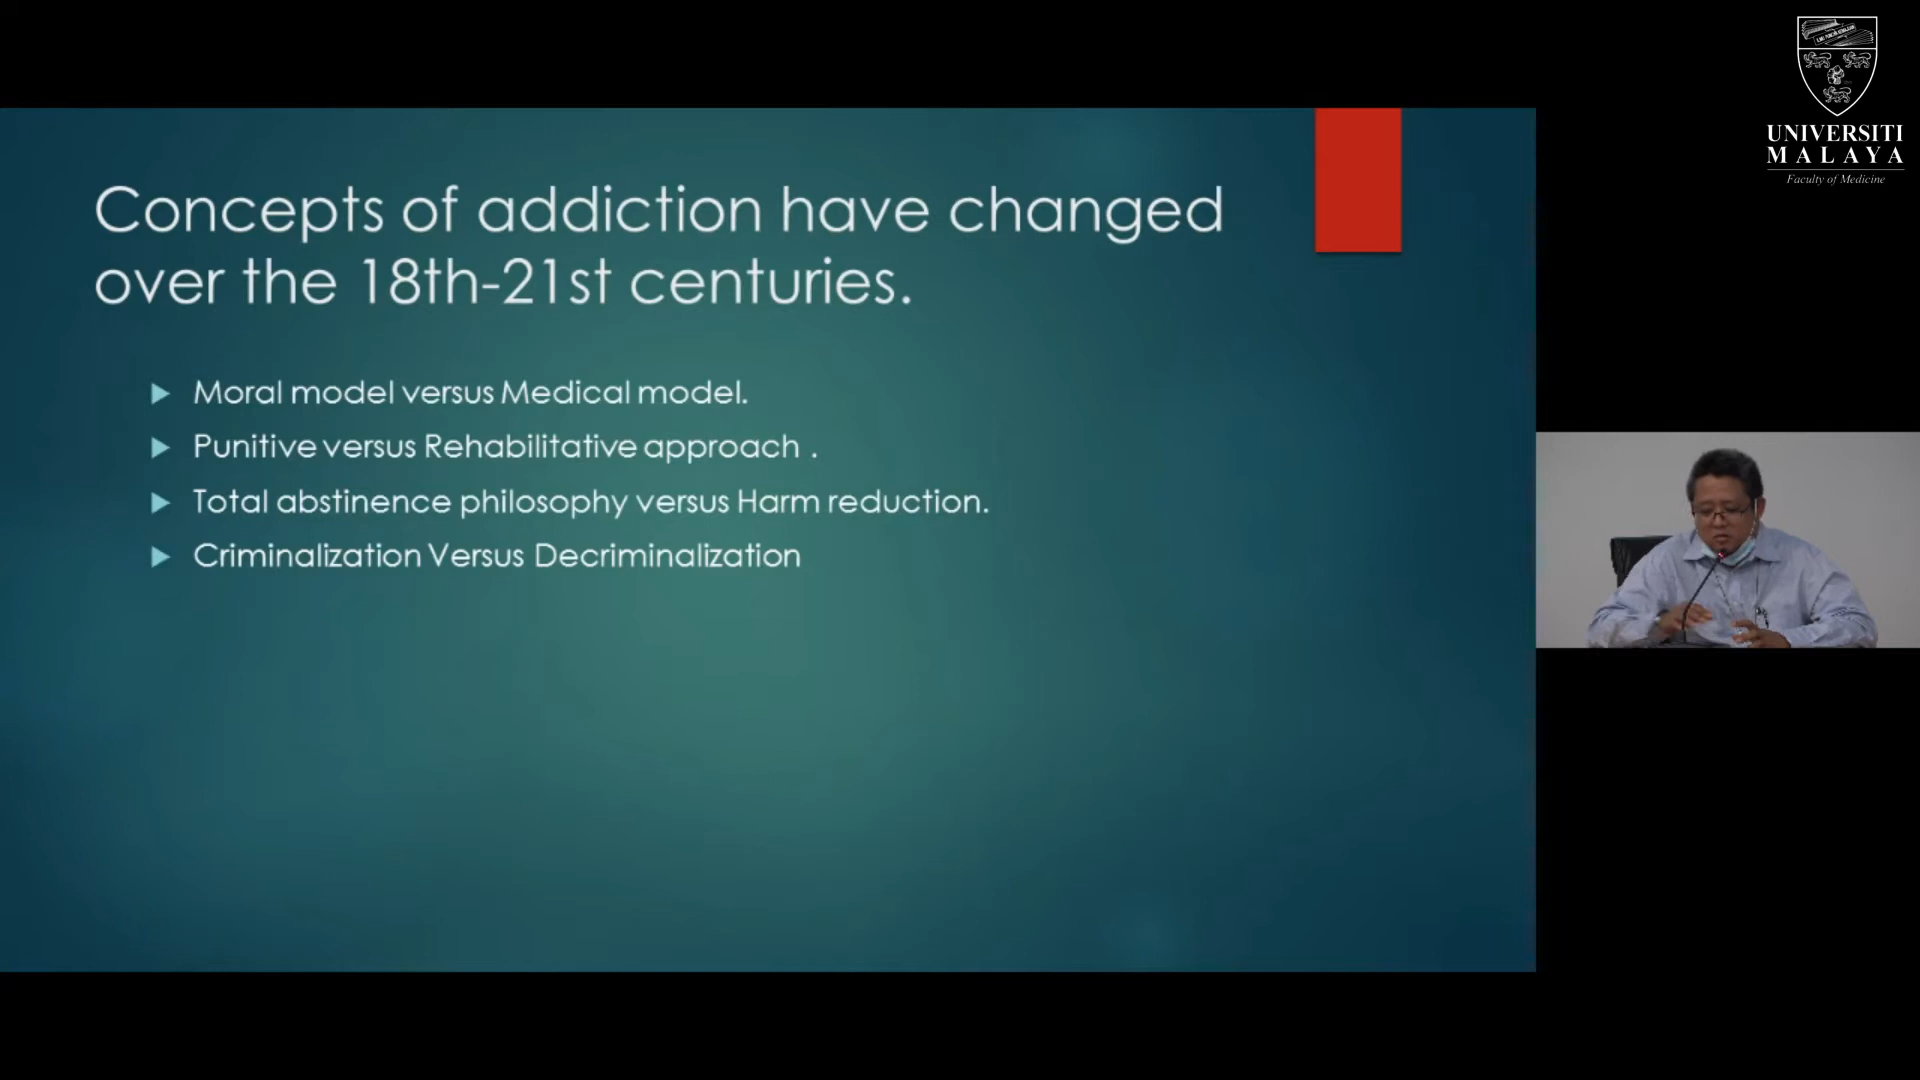 Concepts of addiction have changed
over the 18th-21st centuries.
Moral model versus Medical model.
Punitive versus Rehabilitative approach .
Total abstinence philosophy versus Harm reduction.
Criminalization Versus Decriminalization
UNIVERSITI
MALAYA
Faculty of Medicine